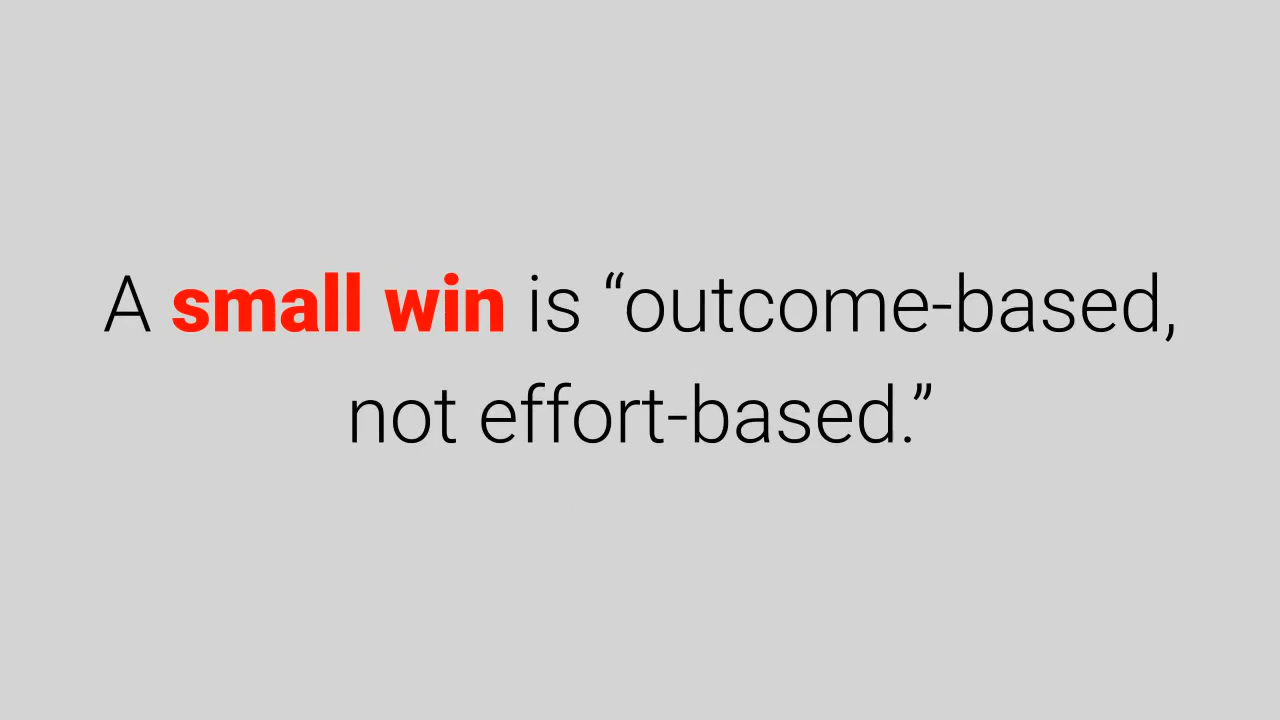 A small win is “outcome-based,
not effort-based.”